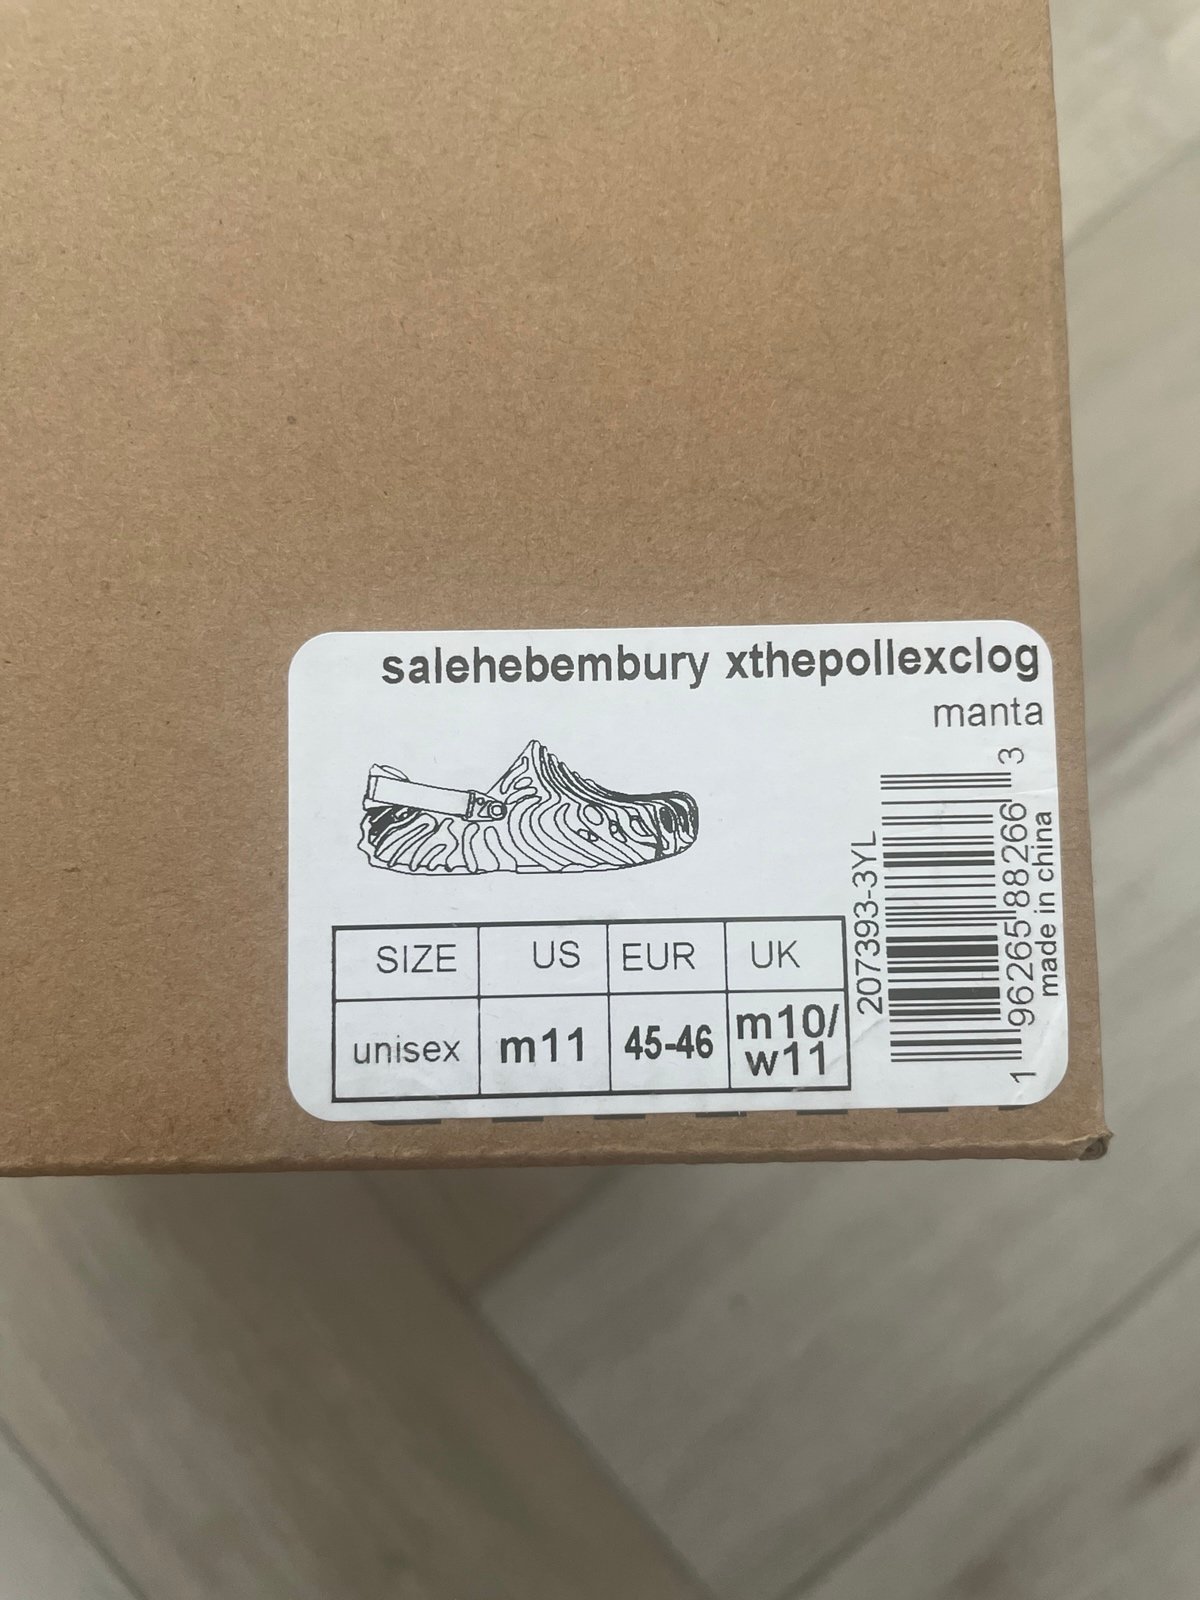 salehebembury xthepollexclog
manta
SIZE US EUR UK
unisex m11 45-46 m10/
w11
207393-3YL
1 96265 88266 3
made in china